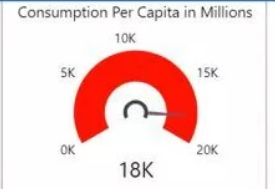 Consumption Per Capita in Millions
10K
5K
15K
0K
20K
18K